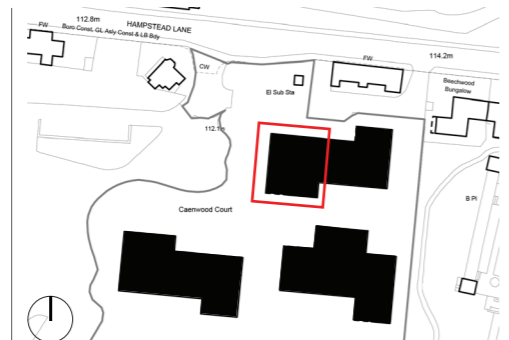 112.8m
HAMPSTEAD LANE
FW
Boro Const, GL Asly Const & LB Bdy
114.2m
FW
CW
El Sub Sta
Beechwood
Bungalow
112.1m
B Pl
Caenwood Court